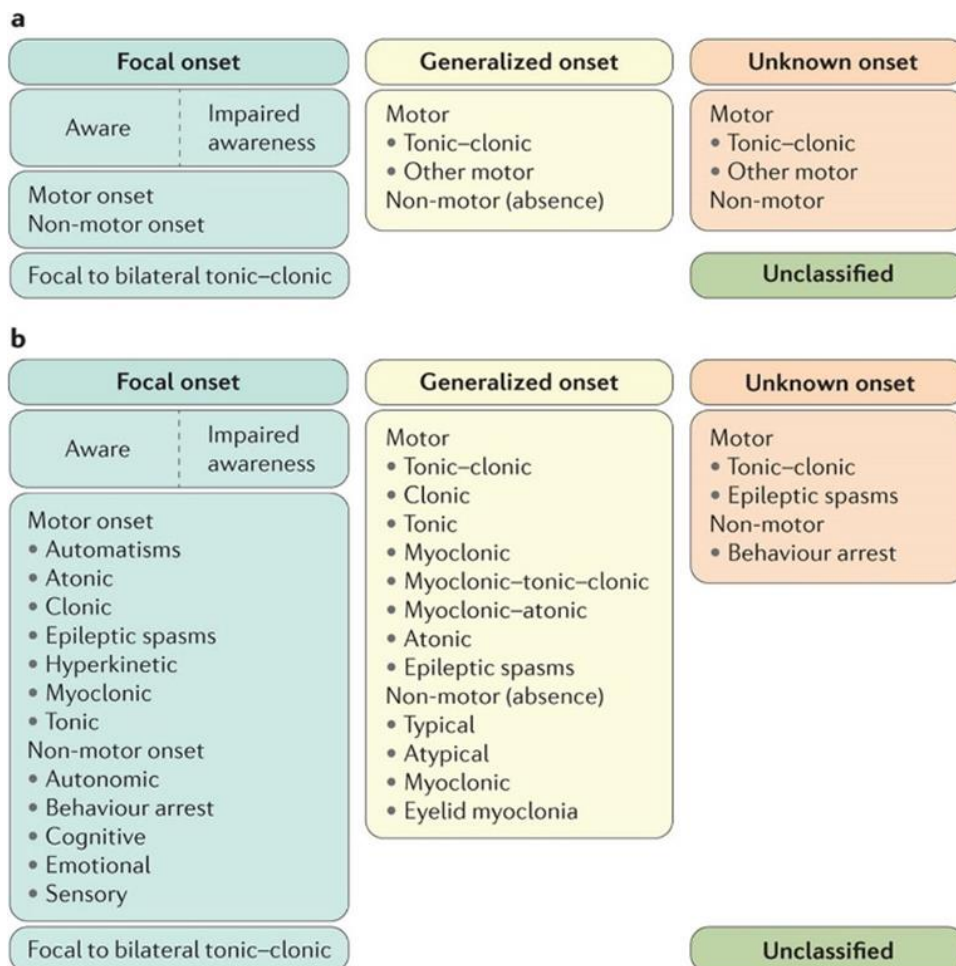 a
Focal onset
Aware
Impaired
awareness
Motor onset
Non-motor onset
Focal to bilateral tonic–clonic
Generalized onset
Motor
• Tonic–clonic
• Other motor
Non-motor (absence)
Unknown onset
Motor
• Tonic–clonic
• Other motor
Non-motor
Unclassified
b
Focal onset
Aware
Impaired
awareness
Motor onset
• Automatisms
• Atonic
• Clonic
• Epileptic spasms
• Hyperkinetic
• Myoclonic
• Tonic
Non-motor onset
• Autonomic
• Behaviour arrest
• Cognitive
• Emotional
• Sensory
Focal to bilateral tonic–clonic
Generalized onset
Motor
• Tonic–clonic
• Clonic
• Tonic
• Myoclonic
• Myoclonic–tonic–clonic
• Myoclonic–atonic
• Atonic
• Epileptic spasms
Non-motor (absence)
• Typical
• Atypical
• Myoclonic
• Eyelid myoclonia
Unknown onset
Motor
• Tonic–clonic
• Epileptic spasms
Non-motor
• Behaviour arrest
Unclassified